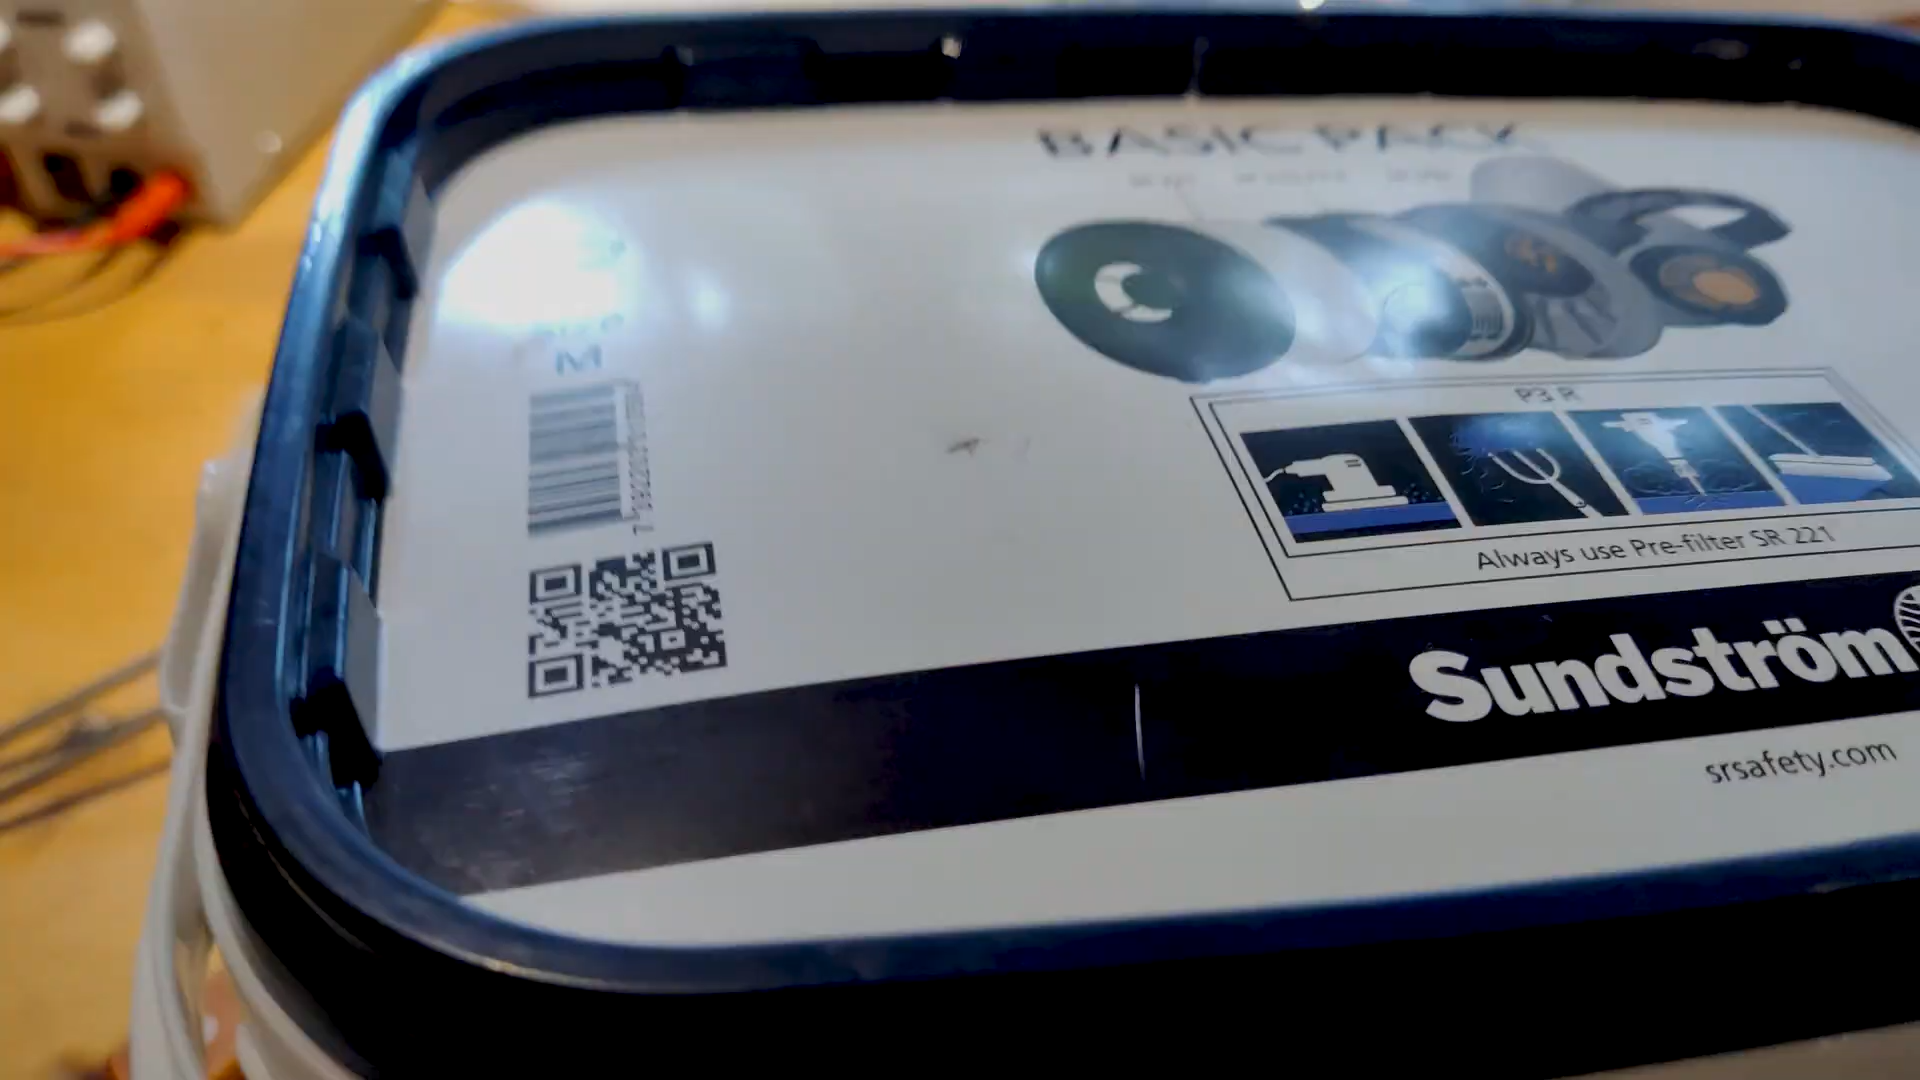 BASIC PACK
M
P3 R
Always use Pre-filter SR 221
Sundström
srsafety.com